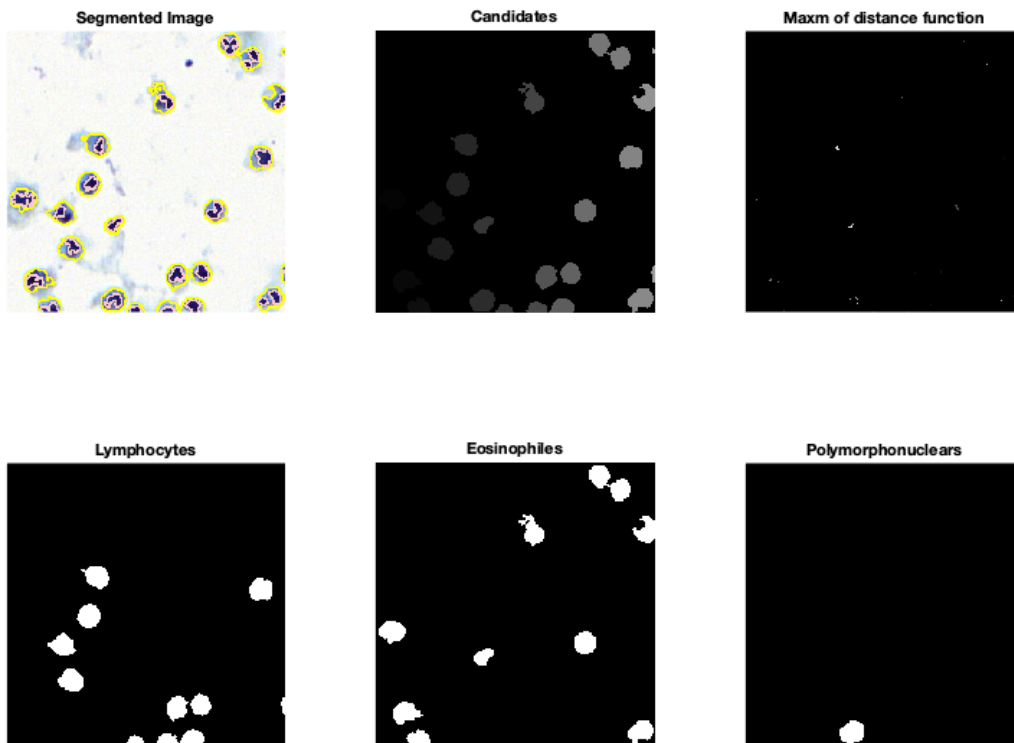 Segmented Image
Candidates
Maxm of distance function
Lymphocytes
Eosinophiles
Polymorphonuclears